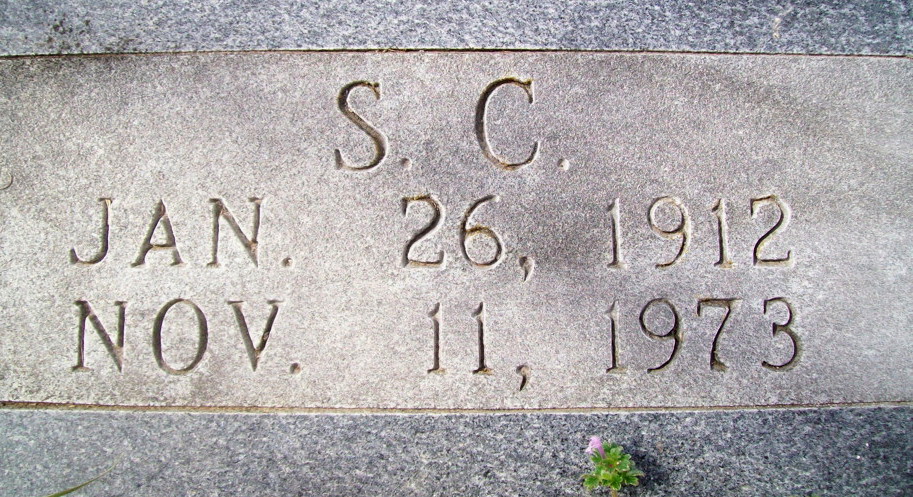 S. C.
JAN. 26, 1912
NOV. 11, 1973